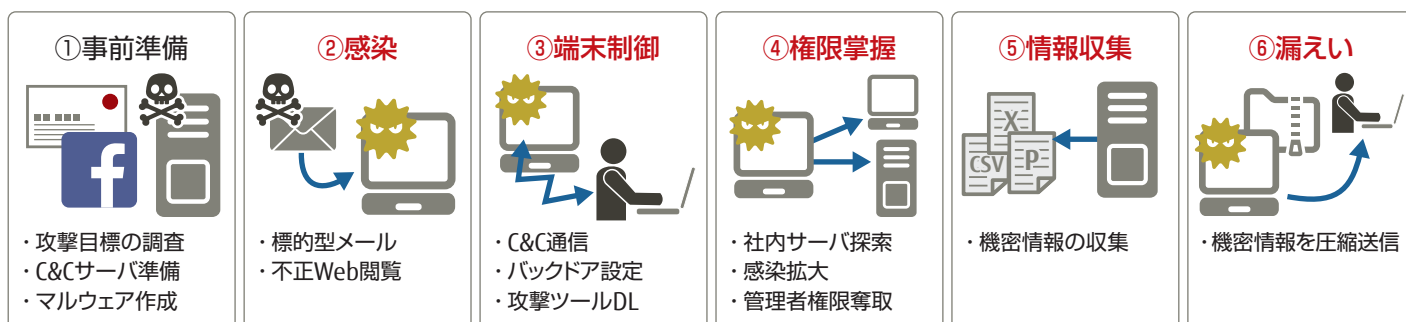 ①事前準備
・攻撃目標の調査
・C&Cサーバ準備
・マルウェア作成
②感染
・標的型メール
・不正Web閲覧
③端末制御
・C&C通信
・バックドア設定
・攻撃ツールDL
④権限掌握
・社内サーバ探索
・感染拡大
・管理者権限奪取
⑤情報収集
X
CSV
P
・機密情報の収集
⑥漏えい
・機密情報を圧縮送信